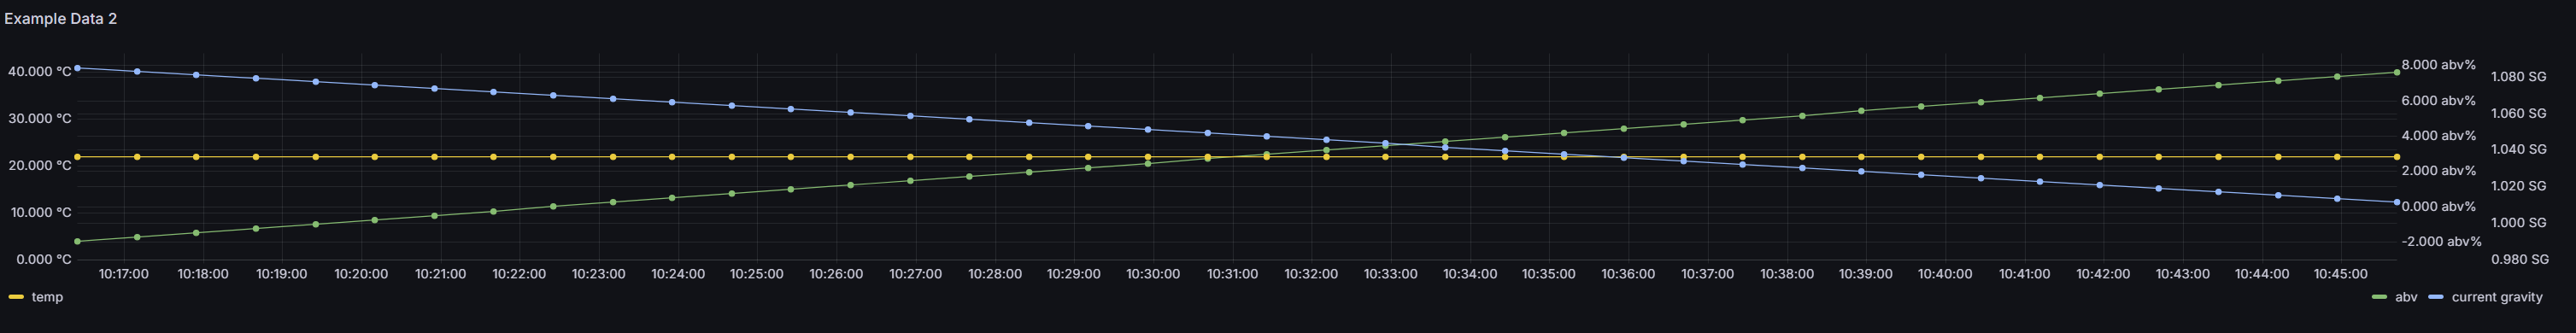 Example Data 2
40.000 °C
30.000 °C
20.000 °C
10.000 °C
0.000 °C
8.000 abv%
6.000 abv%
4.000 abv%
2.000 abv%
0.000 abv%
-2.000 abv%
1.080 SG
1.060 SG
1.040 SG
1.020 SG
1.000 SG
0.980 SG
10:17:00 10:18:00 10:19:00 10:20:00 10:21:00 10:22:00 10:23:00 10:24:00 10:25:00 10:26:00 10:27:00 10:28:00 10:29:00 10:30:00 10:31:00 10:32:00 10:33:00 10:34:00 10:35:00 10:36:00 10:37:00 10:38:00 10:39:00 10:40:00 10:41:00 10:42:00 10:43:00 10:44:00 10:45:00
temp abv current gravity